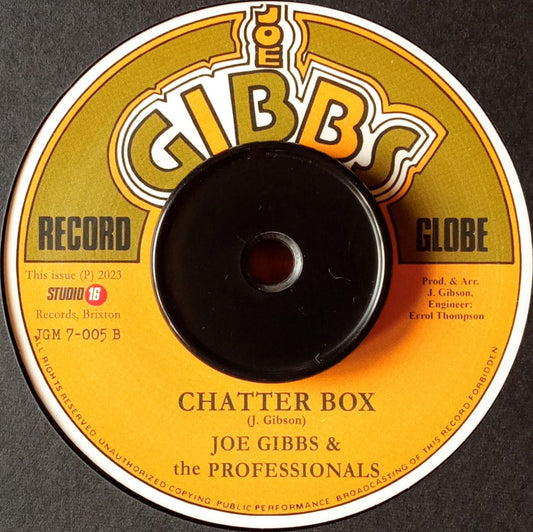 JOE
GIBBS
RECORD GLOBE
This issue (P) 2023
STUDIO 16
Records, Brixton
JGM 7-005 B
Prod. & Arr.
J. Gibson.
Engineer:
Errol Thompson
CHATTER BOX
(J. Gibson)
JOE GIBBS &
the PROFESSIONALS
ALL RIGHTS RESERVED UNAUTHORIZED COPYING PUBLIC PERFORMANCE BROADCASTING OF THIS RECORD FORBIDDEN